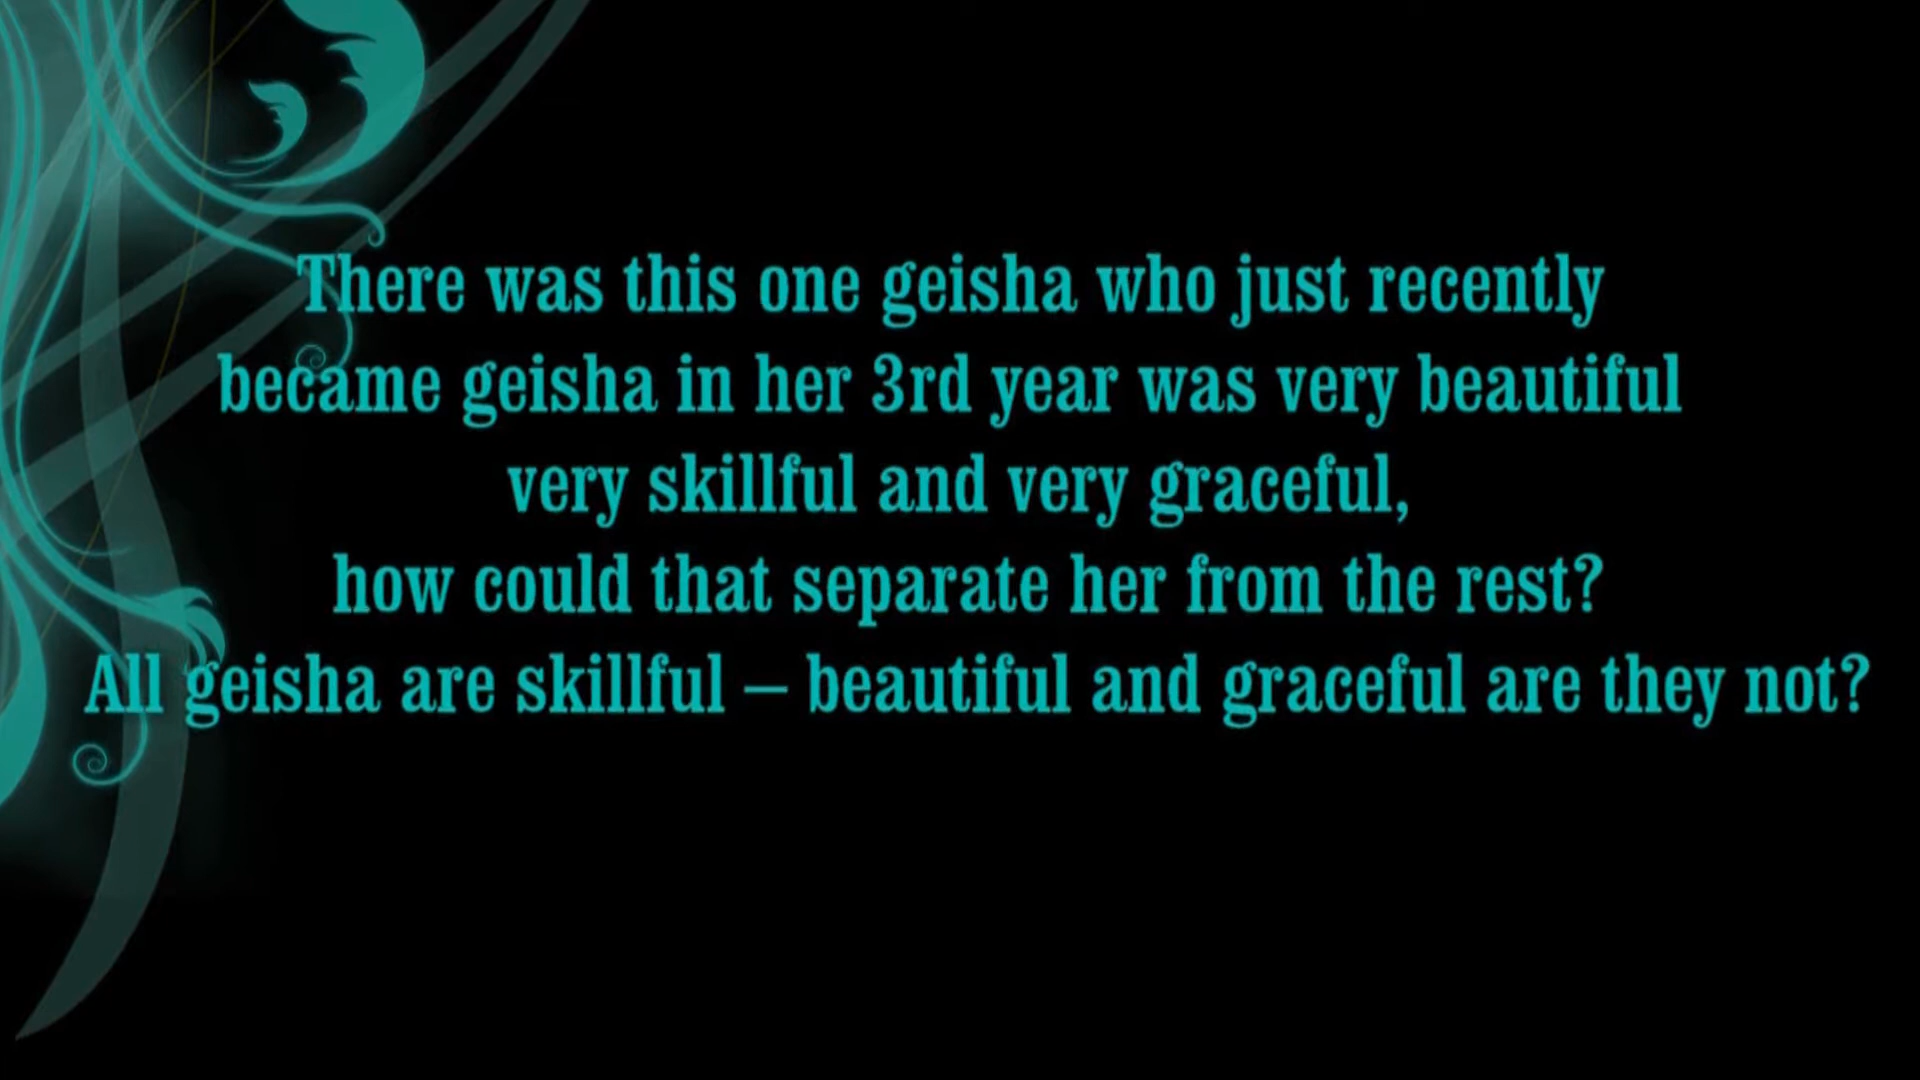 There was this one geisha who just recently
became geisha in her 3rd year was very beautiful
very skillful and very graceful,
how could that separate her from the rest?
All geisha are skillful – beautiful and graceful are they not?